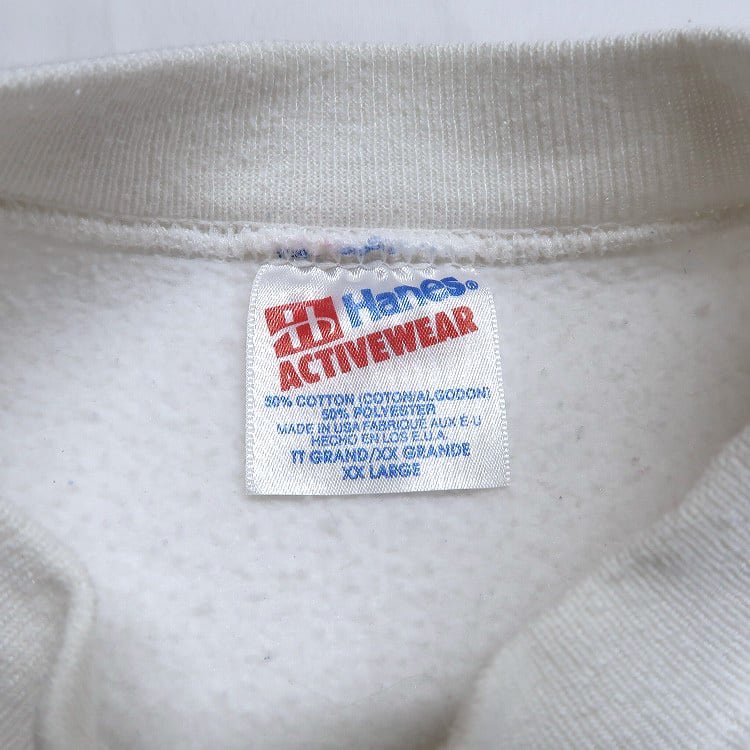 Hanes®
ACTIVEWEAR
50% COTTON (COTON/ALGODON)
50% POLYESTER
MADE IN USA FABRIQUE AUX E-U
HECHO EN LOS E.U.A.
TT GRAND/XX GRANDE
XX LARGE